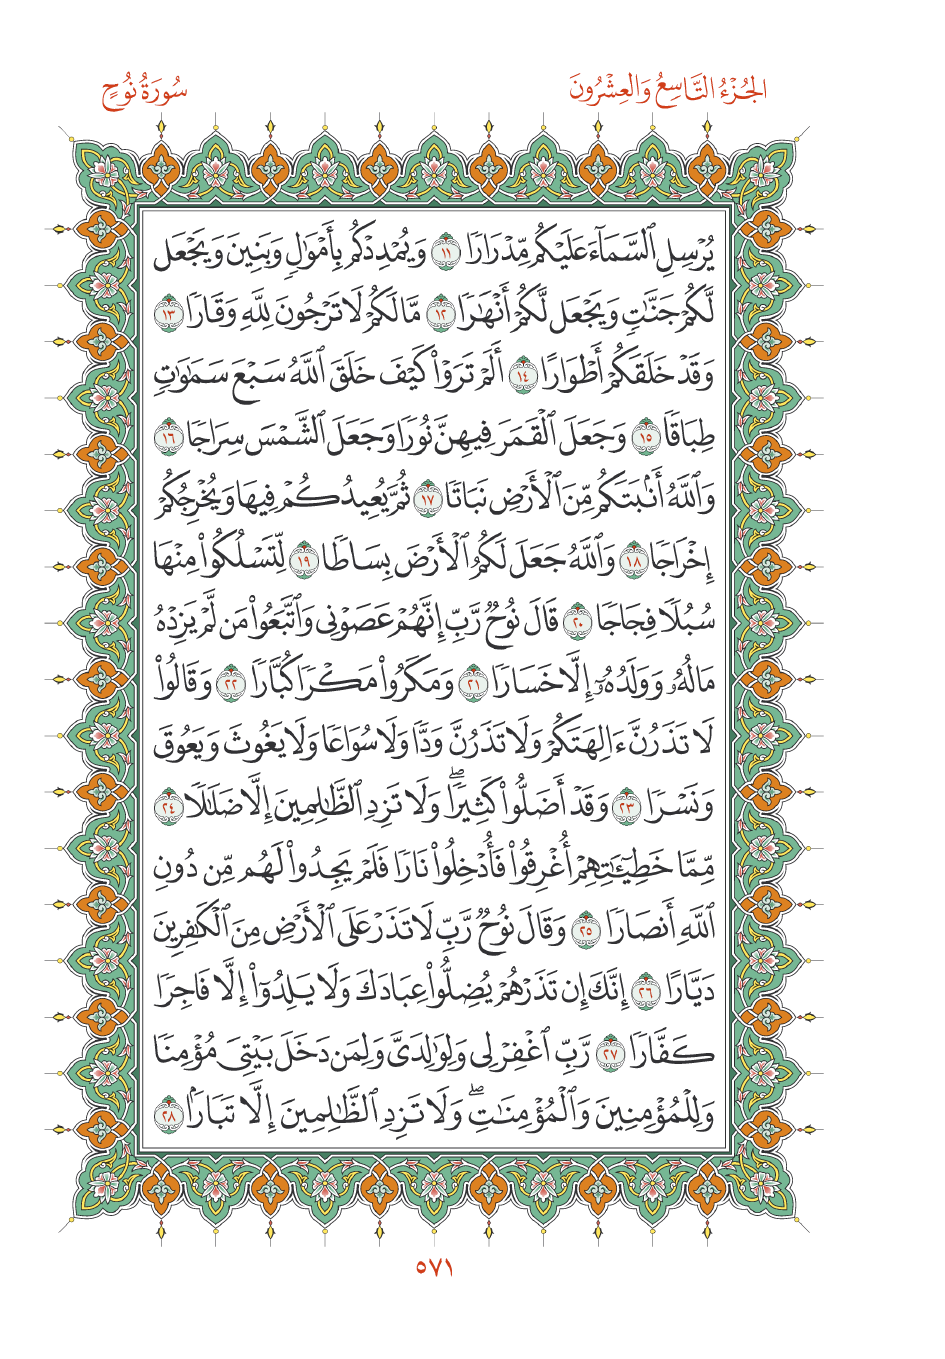 الجُزْءُ التَّاسِعُ وَالعِشْرُونَ
سُورَةُ نُوحٍ
يُرْسِلِ ٱلسَّمَآءَ عَلَيْكُم مِّدْرَارًا ١١ وَيُمْدِدْكُم بِأَمْوَٰلٍ وَبَنِينَ وَيَجْعَل
لَّكُمْ جَنَّـٰتٍ وَيَجْعَل لَّكُمْ أَنْهَـٰرًا ١٢ مَّا لَكُمْ لَا تَرْجُونَ لِلَّهِ وَقَارًا ١٣
وَقَدْ خَلَقَكُمْ أَطْوَارًا ١٤ أَلَمْ تَرَوْا۟ كَيْفَ خَلَقَ ٱللَّهُ سَبْعَ سَمَـٰوَٰتٍ
طِبَاقًا ١٥ وَجَعَلَ ٱلْقَمَرَ فِيهِنَّ نُورًا وَجَعَلَ ٱلشَّمْسَ سِرَاجًا ١٦
وَٱللَّهُ أَنۢبَتَكُم مِّنَ ٱلْأَرْضِ نَبَاتًا ١٧ ثُمَّ يُعِيدُكُمْ فِيهَا وَيُخْرِجُكُمْ
إِخْرَاجًا ١٨ وَٱللَّهُ جَعَلَ لَكُمُ ٱلْأَرْضَ بِسَاطًا ١٩ لِّتَسْلُكُوا۟ مِنْهَا
سُبُلًا فِجَاجًا ٢٠ قَالَ نُوحٌ رَّبِّ إِنَّهُمْ عَصَوْنِى وَٱتَّبَعُوا۟ مَن لَّمْ يَزِدْهُ
مَالُهُۥ وَوَلَدُهُۥٓ إِلَّا خَسَارًا ٢١ وَمَكَرُوا۟ مَكْرًا كُبَّارًا ٢٢ وَقَالُوا۟
لَا تَذَرُنَّ ءَالِهَتَكُمْ وَلَا تَذَرُنَّ وَدًّا وَلَا سُوَاعًا وَلَا يَغُوثَ وَيَعُوقَ
وَنَسْرًا ٢٣ وَقَدْ أَضَلُّوا۟ كَثِيرًا ۖ وَلَا تَزِدِ ٱلظَّـٰلِمِينَ إِلَّا ضَلَـٰلًا ٢٤
مِّمَّا خَطِيٓـَٔـٰتِهِمْ أُغْرِقُوا۟ فَأُدْخِلُوا۟ نَارًا فَلَمْ يَجِدُوا۟ لَهُم مِّن دُونِ
ٱللَّهِ أَنصَارًا ٢٥ وَقَالَ نُوحٌ رَّبِّ لَا تَذَرْ عَلَى ٱلْأَرْضِ مِنَ ٱلْكَـٰفِرِينَ
دَيَّارًا ٢٦ إِنَّكَ إِن تَذَرْهُمْ يُضِلُّوا۟ عِبَادَكَ وَلَا يَلِدُوٓا۟ إِلَّا فَاجِرًا
كَفَّارًا ٢٧ رَّبِّ ٱغْفِرْ لِى وَلِوَٰلِدَىَّ وَلِمَن دَخَلَ بَيْتِىَ مُؤْمِنًا
وَلِلْمُؤْمِنِينَ وَٱلْمُؤْمِنَـٰتِ ۖ وَلَا تَزِدِ ٱلظَّـٰلِمِينَ إِلَّا تَبَارًۢا ٢٨
٥٧١